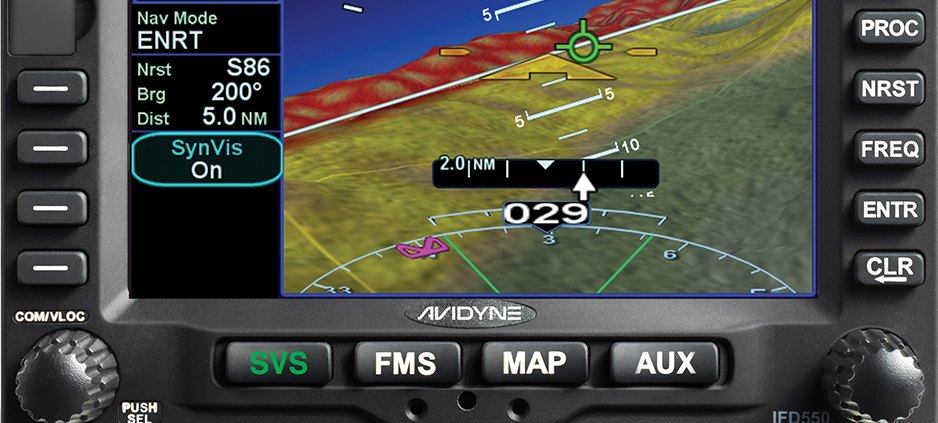 Nav Mode
ENRT
Nrst S86
Brg 200°
Dist 5.0 NM
SynVis
On
5
5
5
10
2.0 NM
029
3
6
33
PROC
NRST
FREQ
ENTR
CLR
COM/VLOC
PUSH
SEL
AVIDYNE
SVS
FMS
MAP
AUX
IFD550